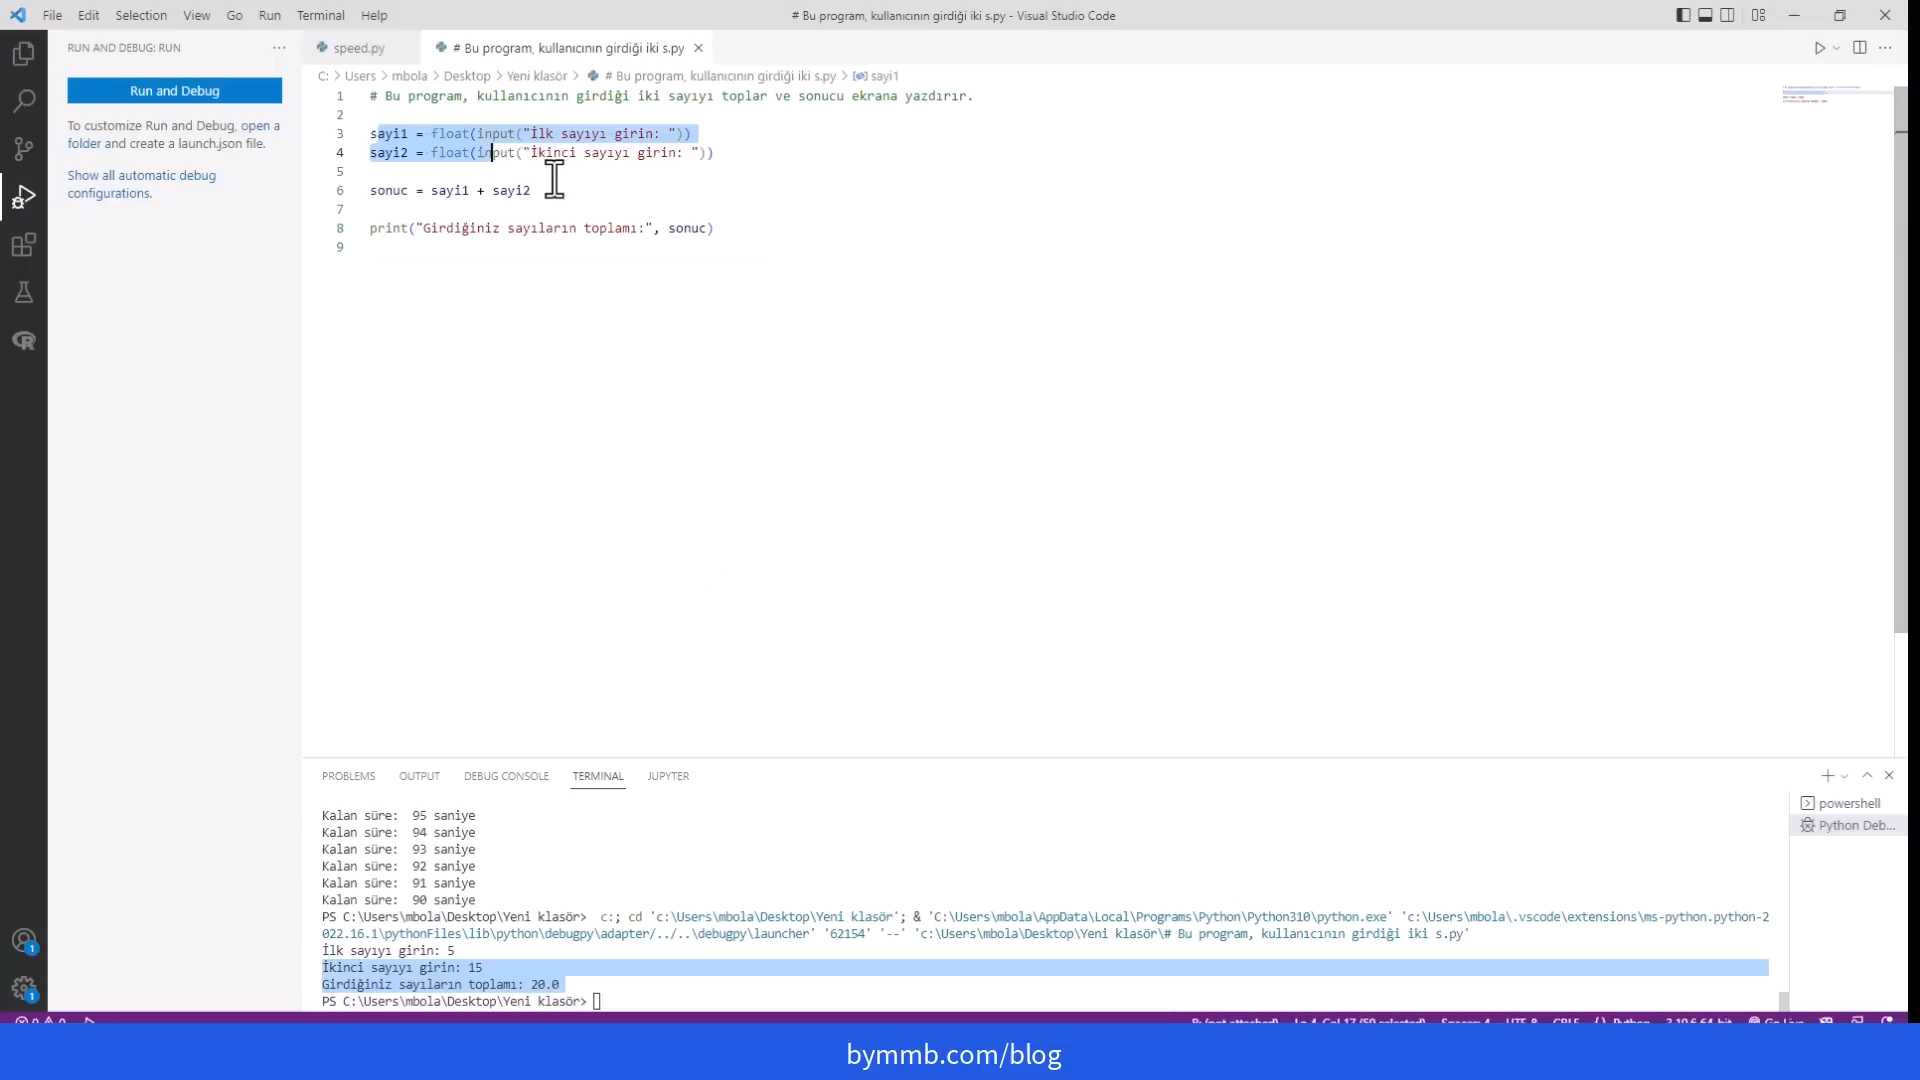 File Edit Selection View Go Run Terminal Help
# Bu program, kullanıcının girdiği iki s.py - Visual Studio Code
RUN AND DEBUG: RUN
Run and Debug
To customize Run and Debug, open a
folder and create a launch.json file.
Show all automatic debug
configurations.
speed.py
# Bu program, kullanıcının girdiği iki s.py
C: > Users > mbola > Desktop > Yeni klasör > # Bu program, kullanıcının girdiği iki s.py > sayi1
1 # Bu program, kullanıcının girdiği iki sayıyı toplar ve sonucu ekrana yazdırır.
2
3 sayi1 = float(input("İlk sayıyı girin: "))
4 sayi2 = float(input("İkinci sayıyı girin: "))
5
6 sonuc = sayi1 + sayi2
7
8 print("Girdiğiniz sayıların toplamı:", sonuc)
9
PROBLEMS OUTPUT DEBUG CONSOLE TERMINAL JUPYTER
powershell
Python Deb...
Kalan süre:  95 saniye
Kalan süre:  94 saniye
Kalan süre:  93 saniye
Kalan süre:  92 saniye
Kalan süre:  91 saniye
Kalan süre:  90 saniye
PS C:\Users\mbola\Desktop\Yeni klasör>  c:; cd 'c:\Users\mbola\Desktop\Yeni klasör'; & 'C:\Users\mbola\AppData\Local\Programs\Python\Python310\python.exe' 'c:\Users\mbola\.vscode\extensions\ms-python.python-2
022.16.1\pythonFiles\lib\python\debugpy\adapter/../..\debugpy\launcher' '62154' '--' 'c:\Users\mbola\Desktop\Yeni klasör\# Bu program, kullanıcının girdiği iki s.py'
İlk sayıyı girin: 5
İkinci sayıyı girin: 15
Girdiğiniz sayıların toplamı: 20.0
PS C:\Users\mbola\Desktop\Yeni klasör>
1
1
bymmb.com/blog